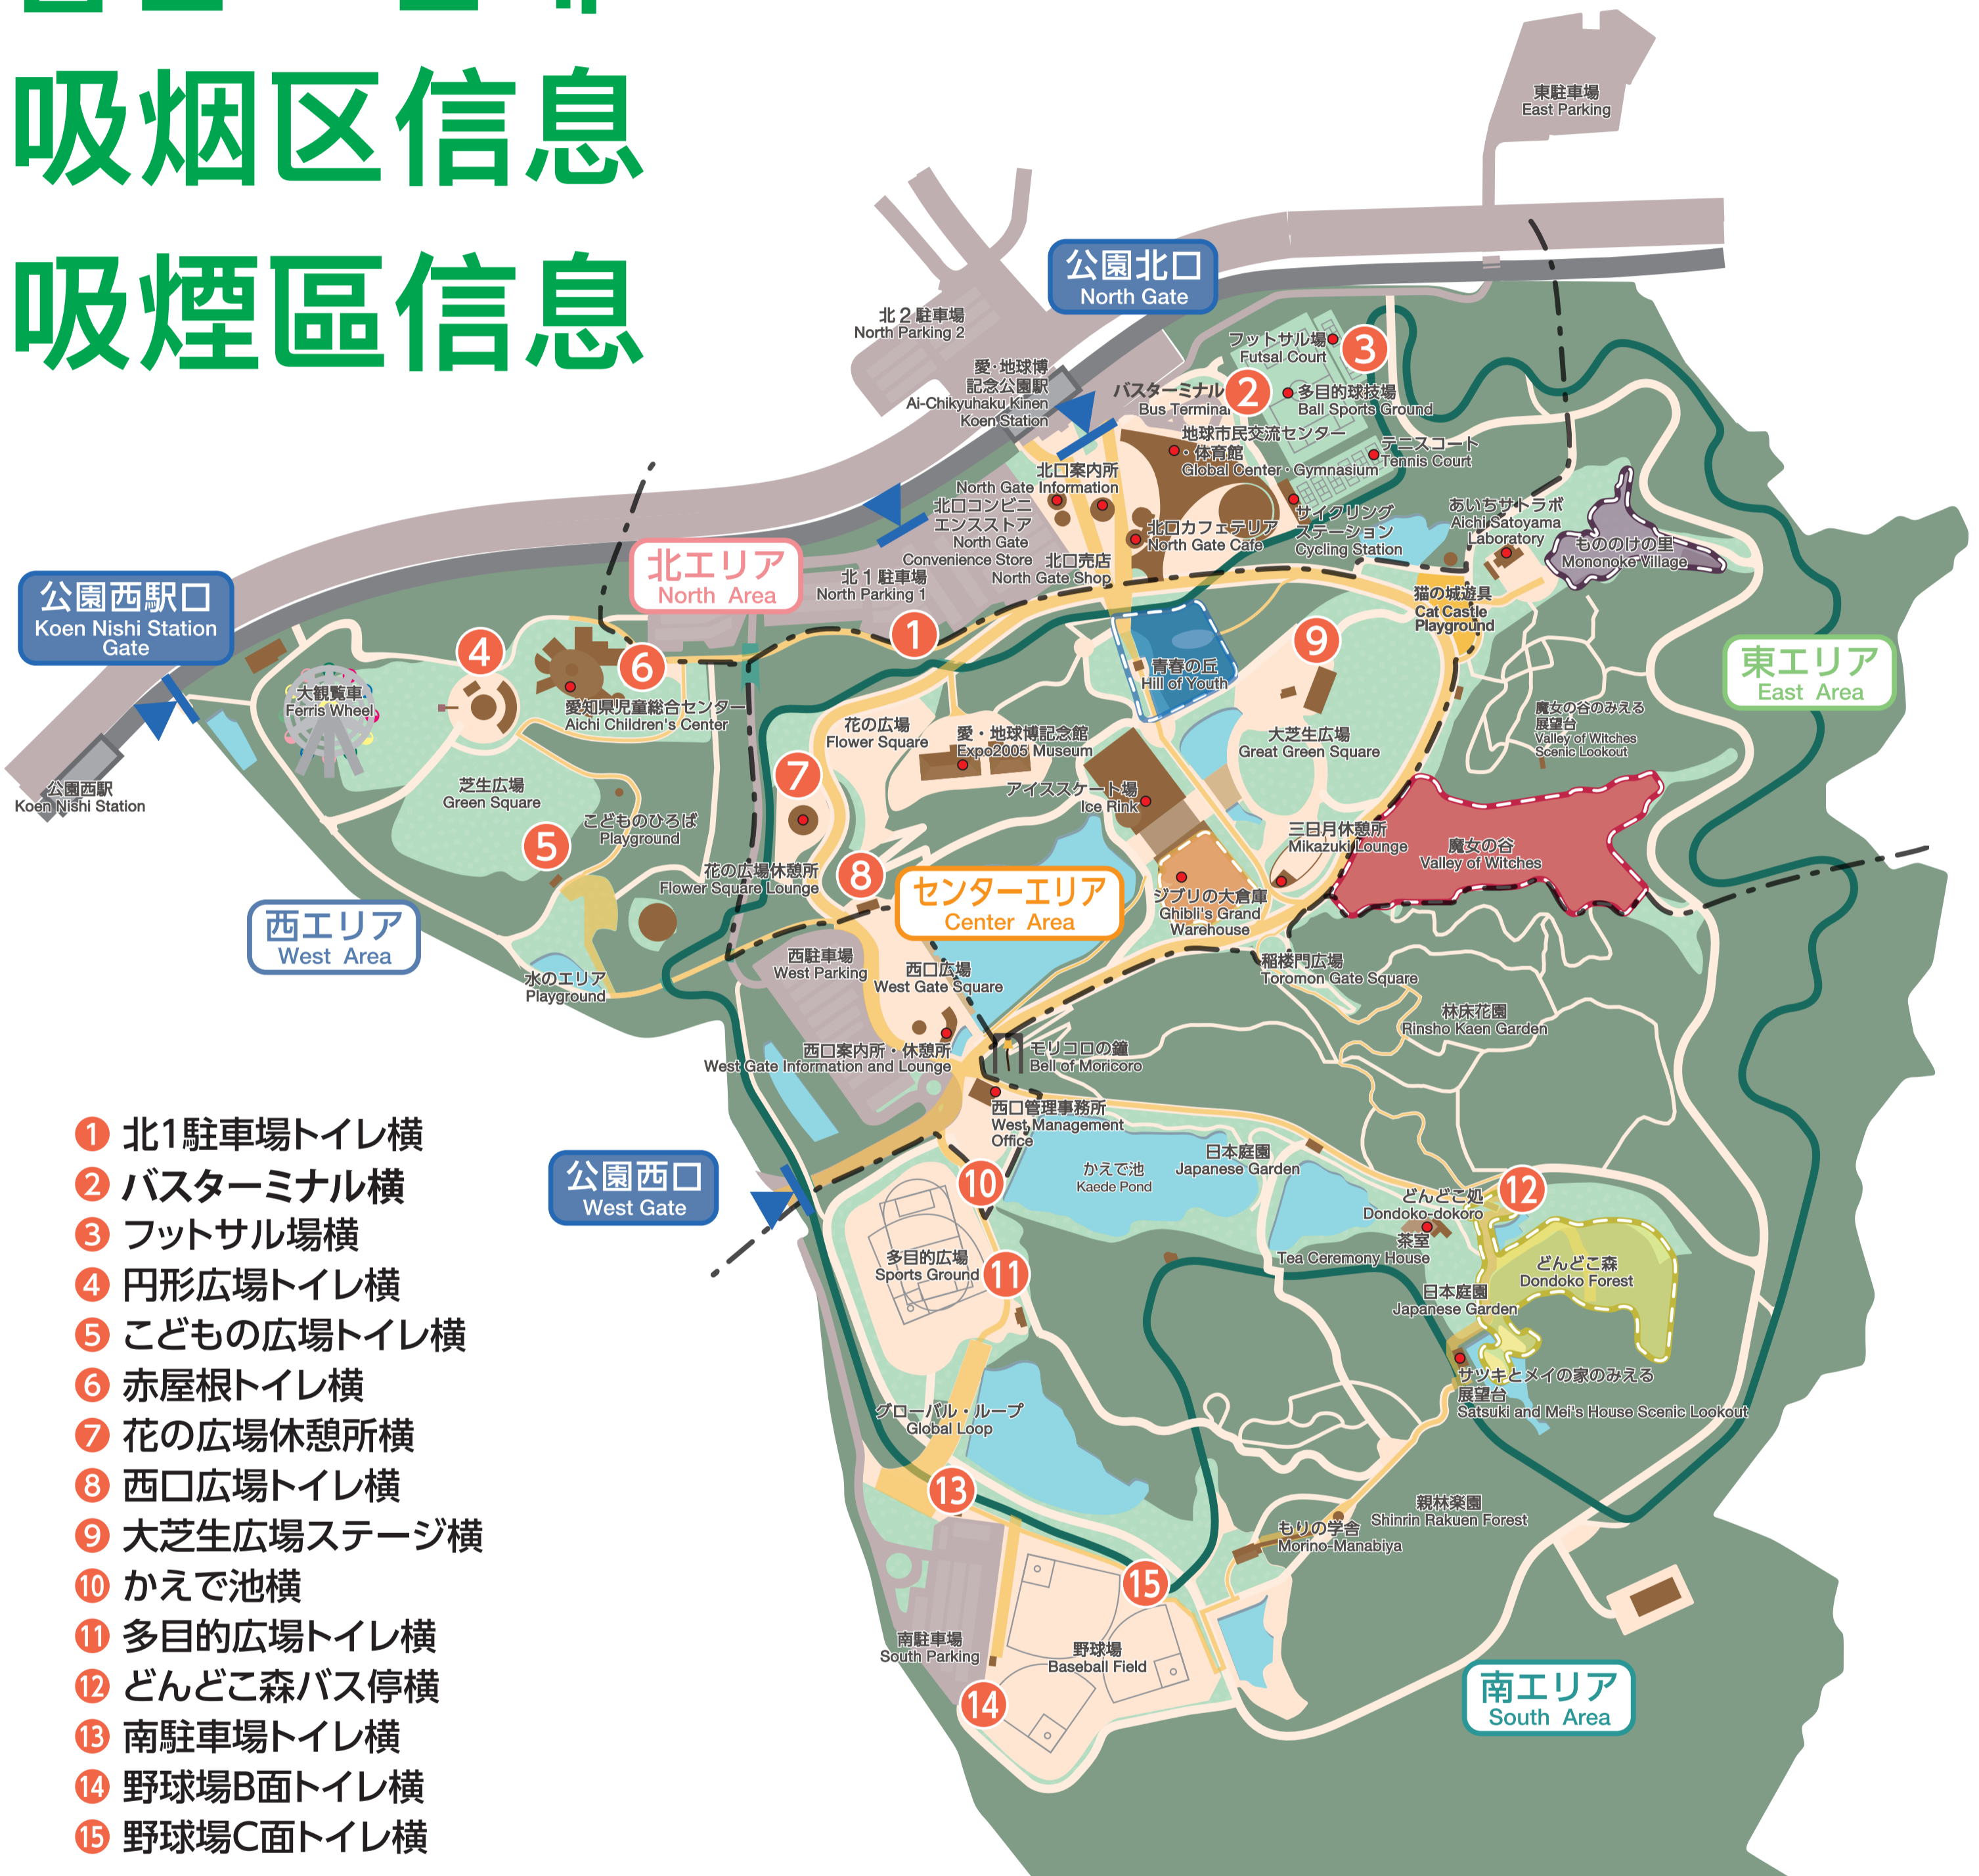 吸烟区信息
吸煙區信息
東駐車場
East Parking
公園北口
North Gate
北2駐車場
North Parking 2
愛・地球博
記念公園駅
Ai-Chikyuhaku Kinen
Koen Station
フットサル場
Futsal Court
3
バスターミナル
Bus Terminal
2
多目的球技場
Ball Sports Ground
地球市民交流センター
・体育館
Global Center・Gymnasium
テニスコート
Tennis Court
北口案内所
North Gate Information
北口コンビニ
エンスストア
North Gate
Convenience Store
北口カフェテリア
North Gate Cafe
サイクリング
ステーション
Cycling Station
あいちサトラボ
Aichi Satoyama
Laboratory
もののけの里
Mononoke Village
北口売店
North Gate Shop
北エリア
North Area
北1駐車場
North Parking 1
公園西駅口
Koen Nishi Station
Gate
猫の城遊具
Cat Castle
Playground
1
4
6
9
東エリア
East Area
青春の丘
Hill of Youth
大観覧車
Ferris Wheel
愛知県児童総合センター
Aichi Children's Center
花の広場
Flower Square
愛・地球博記念館
Expo2005 Museum
大芝生広場
Great Green Square
魔女の谷のみえる
展望台
Valley of Witches
Scenic Lookout
公園西駅
Koen Nishi Station
芝生広場
Green Square
7
アイススケート場
Ice Rink
こどものひろば
Playground
5
三日月休憩所
Mikazuki Lounge
魔女の谷
Valley of Witches
花の広場休憩所
Flower Square Lounge
8
センターエリア
Center Area
ジブリの大倉庫
Ghibli's Grand
Warehouse
西エリア
West Area
水のエリア
Playground
西駐車場
West Parking
西口広場
West Gate Square
稲楼門広場
Toromon Gate Square
林床花園
Rinsho Kaen Garden
西口案内所・休憩所
West Gate Information and Lounge
モリコロの鐘
Bell of Moricoro
西口管理事務所
West Management
Office
公園西口
West Gate
10
かえで池
Kaede Pond
日本庭園
Japanese Garden
どんどこ処
Dondoko-dokoro
12
茶室
Tea Ceremony House
多目的広場
Sports Ground
11
どんどこ森
Dondoko Forest
日本庭園
Japanese Garden
サツキとメイの家のみえる
展望台
Satsuki and Mei's House Scenic Lookout
グローバル・ループ
Global Loop
13
親林楽園
Shinrin Rakuen Forest
もりの学舎
Morino-Manabiya
15
南駐車場
South Parking
野球場
Baseball Field
14
南エリア
South Area
1 北1駐車場トイレ横
2 バスターミナル横
3 フットサル場横
4 円形広場トイレ横
5 こどもの広場トイレ横
6 赤屋根トイレ横
7 花の広場休憩所横
8 西口広場トイレ横
9 大芝生広場ステージ横
10 かえで池横
11 多目的広場トイレ横
12 どんどこ森バス停横
13 南駐車場トイレ横
14 野球場B面トイレ横
15 野球場C面トイレ横